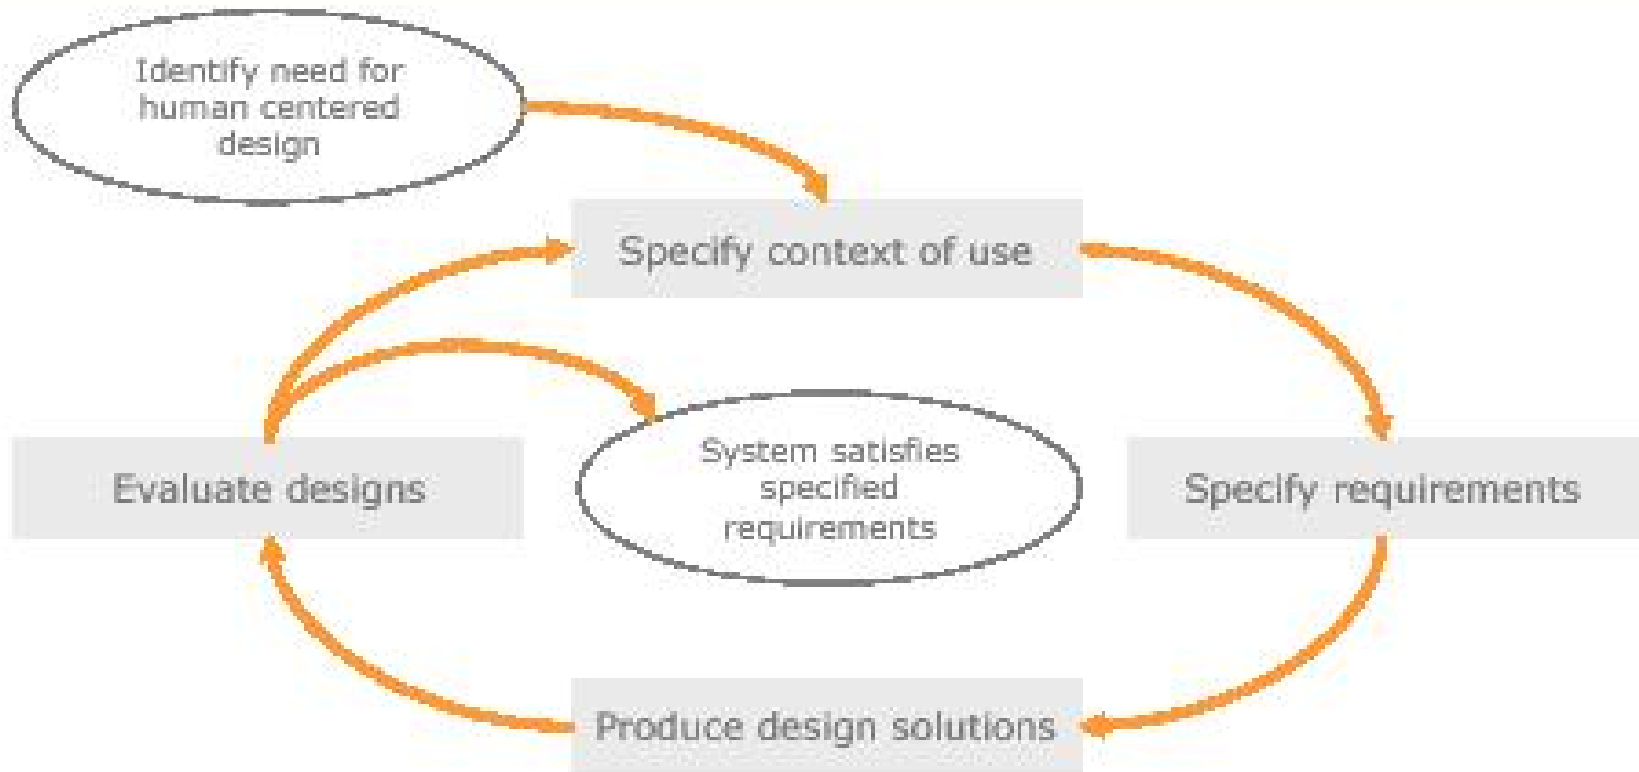 Identify need for
human centered
design
Specify context of use
Evaluate designs
System satisfies
specified
requirements
Specify requirements
Produce design solutions